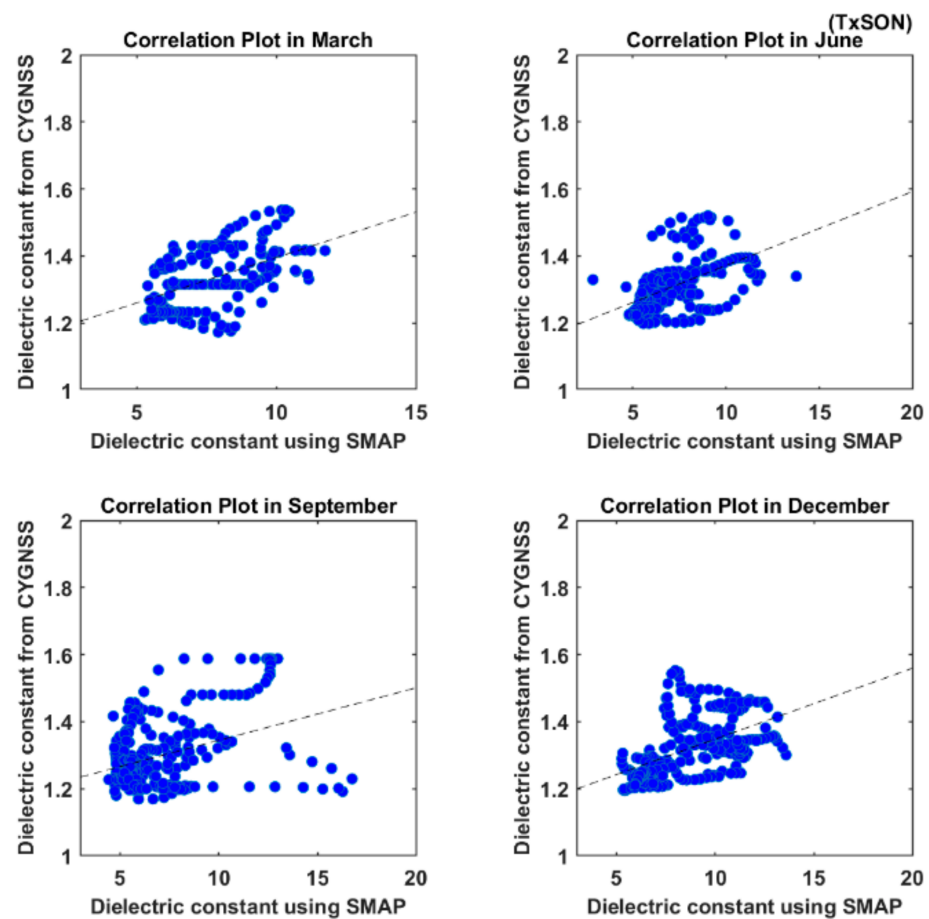 (TxSON)
Correlation Plot in March
Dielectric constant from CYGNSS
2
1.8
1.6
1.4
1.2
1
5 10 15
Dielectric constant using SMAP
Correlation Plot in June
Dielectric constant from CYGNSS
2
1.8
1.6
1.4
1.2
1
5 10 15 20
Dielectric constant using SMAP
Correlation Plot in September
Dielectric constant from CYGNSS
2
1.8
1.6
1.4
1.2
1
5 10 15 20
Dielectric constant using SMAP
Correlation Plot in December
Dielectric constant from CYGNSS
2
1.8
1.6
1.4
1.2
1
5 10 15 20
Dielectric constant using SMAP